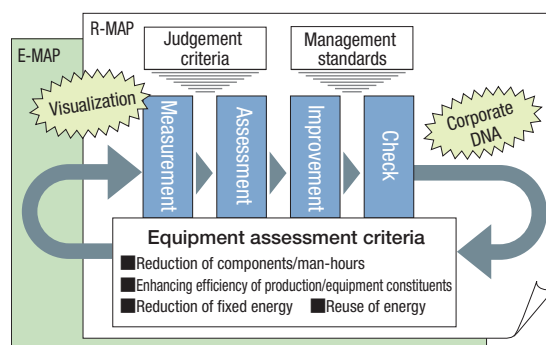 R-MAP
E-MAP
Judgement
criteria
Management
standards
Visualization
Measurement
Assessment
Improvement
Check
Corporate
DNA
Equipment assessment criteria
■Reduction of components/man-hours
■Enhancing efficiency of production/equipment constituents
■Reduction of fixed energy ■Reuse of energy